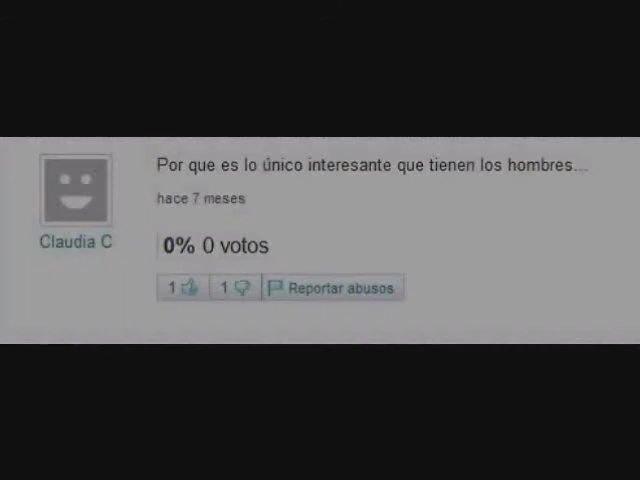 Por que es lo único interesante que tienen los hombres...
hace 7 meses
Claudia C
0% 0 votos
1 1 Reportar abusos